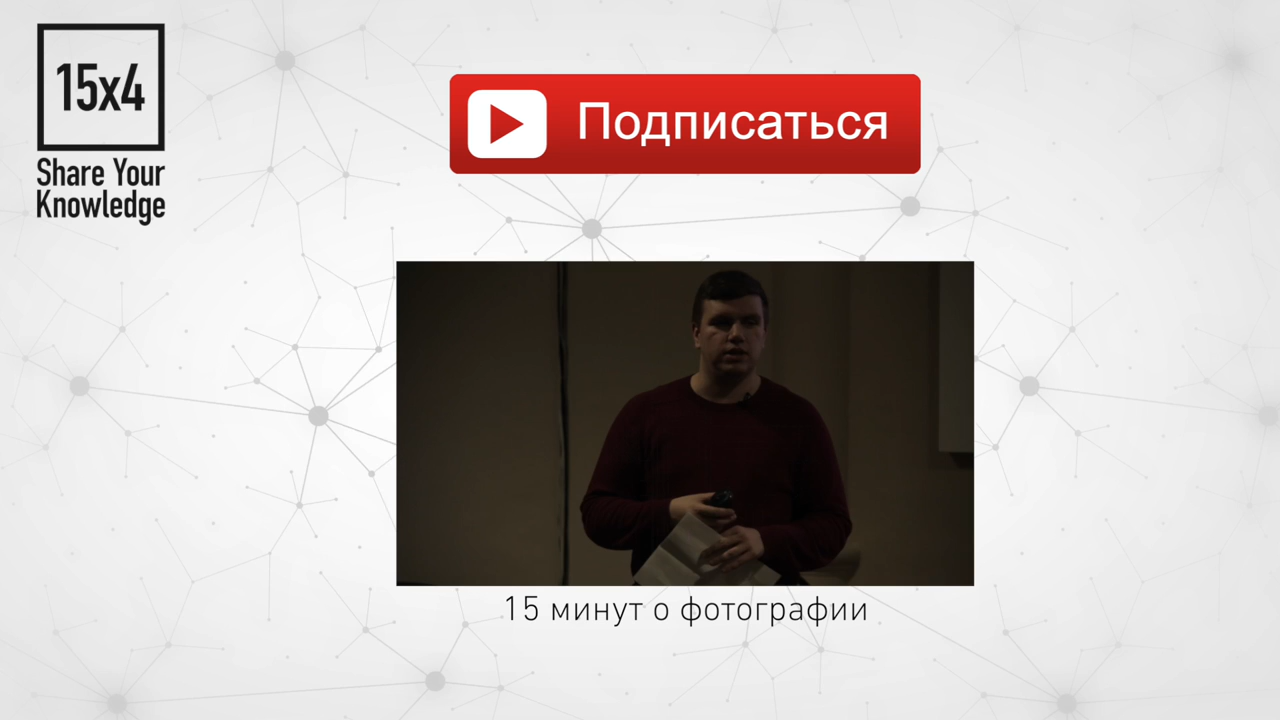 15x4
Share Your
Knowledge
Подписаться
15 минут о фотографии